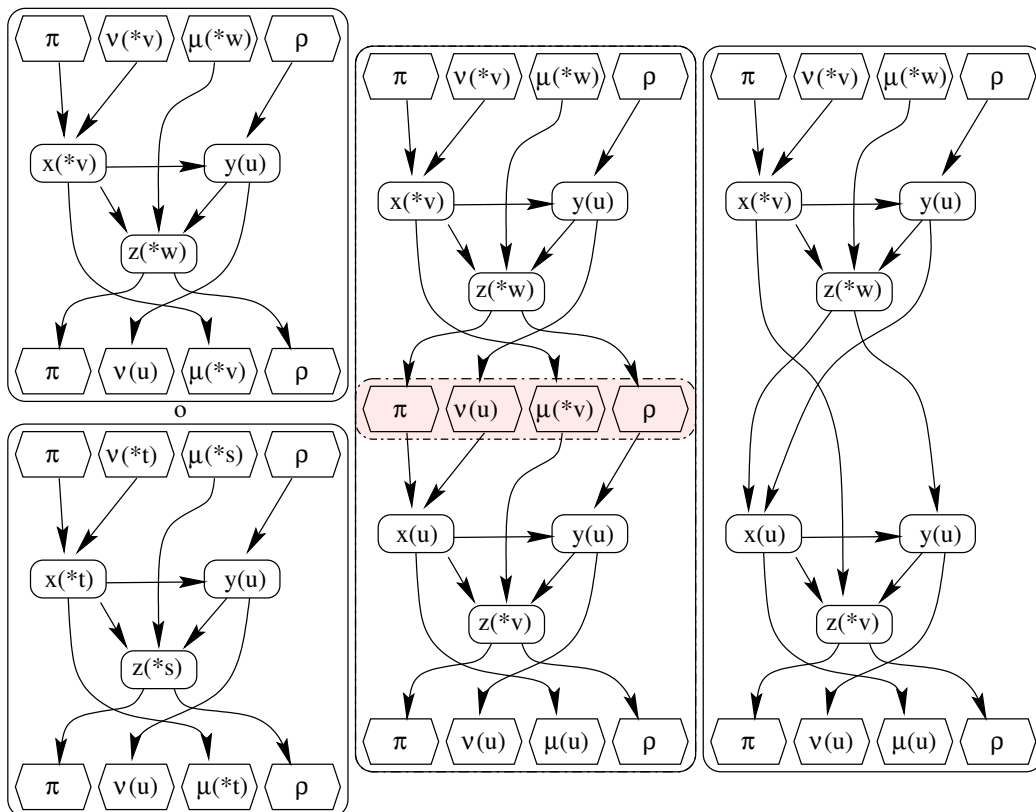 π ν(*v) μ(*w) ρ
x(*v) y(u)
z(*w)
π ν(u) μ(*v) ρ
o
π ν(*t) μ(*s) ρ
x(*t) y(u)
z(*s)
π ν(u) μ(*t) ρ
π ν(*v) μ(*w) ρ
x(*v) y(u)
z(*w)
π ν(u) μ(*v) ρ
x(u) y(u)
z(*v)
π ν(u) μ(u) ρ
π ν(*v) μ(*w) ρ
x(*v) y(u)
z(*w)
x(u) y(u)
z(*v)
π ν(u) μ(u) ρ